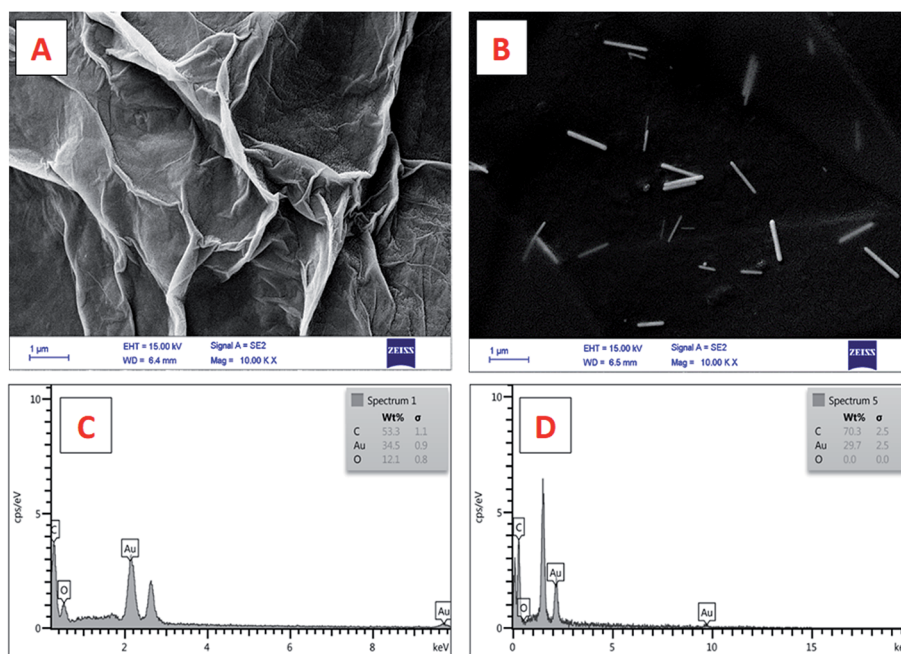 A
1 µm
EHT = 15.00 kV
Signal A = SE2
WD = 6.4 mm
Mag = 10.00 K X
ZEISS
B
1 µm
EHT = 15.00 kV
Signal A = SE2
WD = 6.5 mm
Mag = 10.00 K X
ZEISS
C
Spectrum 1
Wt% σ
C 53.3 1.1
Au 34.5 0.9
O 12.1 0.8
10
5
0
cps/eV
C
O
Au
Au
2 4 6 8 keV
D
Spectrum 5
Wt% σ
C 70.3 2.5
Au 29.7 2.5
O 0.0 0.0
10
5
0
cps/eV
C
O
Au
Au
0 5 10 15 ke